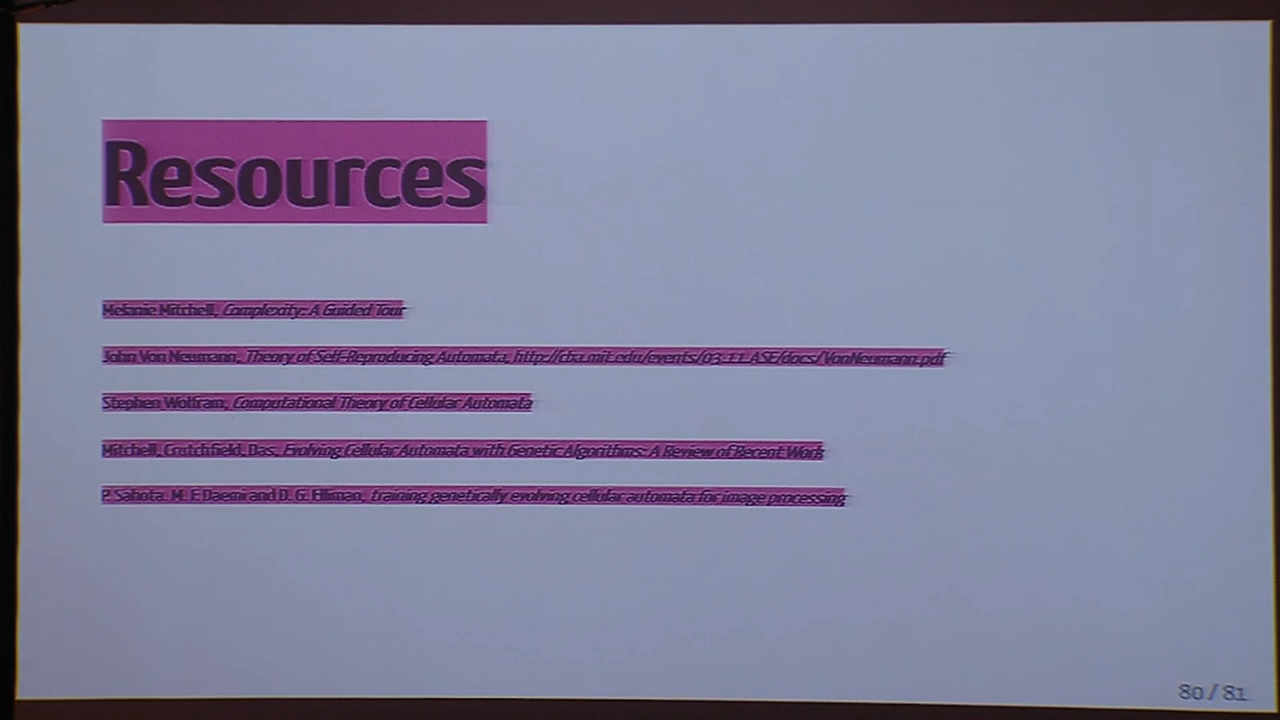 Resources
Melanie Mitchell, Complexity: A Guided Tour
John Von Neumann, Theory of Self-Reproducing Automata, http://cba.mit.edu/events/03.11.ASE/docs/VonNeumann.pdf
Stephen Wolfram, Computational Theory of Cellular Automata
Mitchell, Crutchfield, Das, Evolving Cellular Automata with Genetic Algorithms: A Review of Recent Work
P. Sahota, M. F. Daemi and D. G. Elliman, training genetically evolving cellular automata for image processing
80 / 81